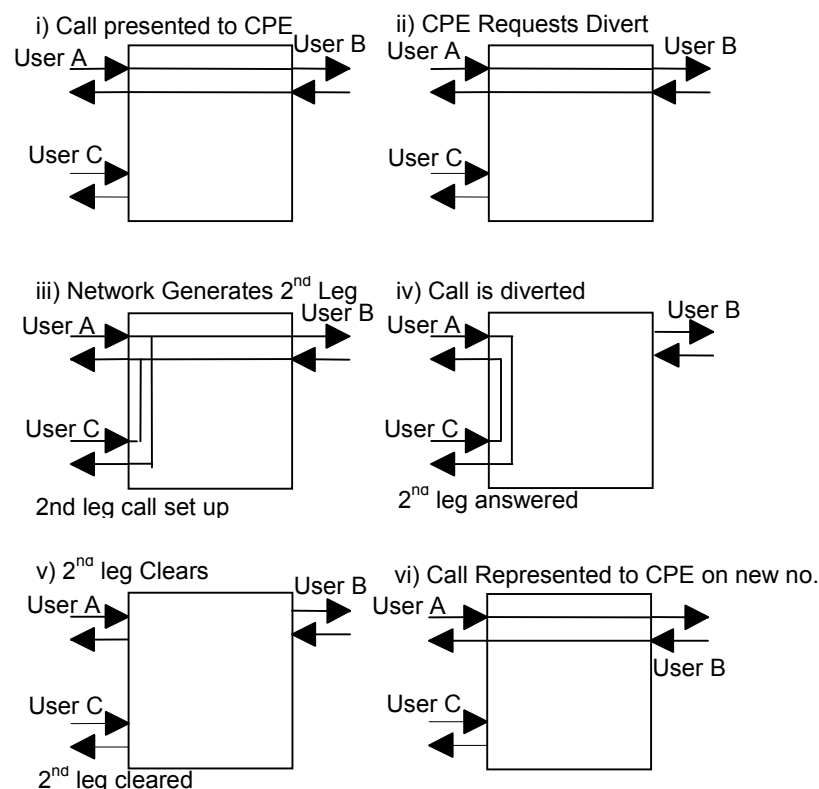 i) Call presented to CPE
User A
User B
User C
ii) CPE Requests Divert
User A
User B
User C
iii) Network Generates 2nd Leg
User A
User B
User C
2nd leg call set up
iv) Call is diverted
User A
User B
User C
2nd leg answered
v) 2nd leg Clears
User A
User B
User C
2nd leg cleared
vi) Call Represented to CPE on new no.
User A
User B
User C